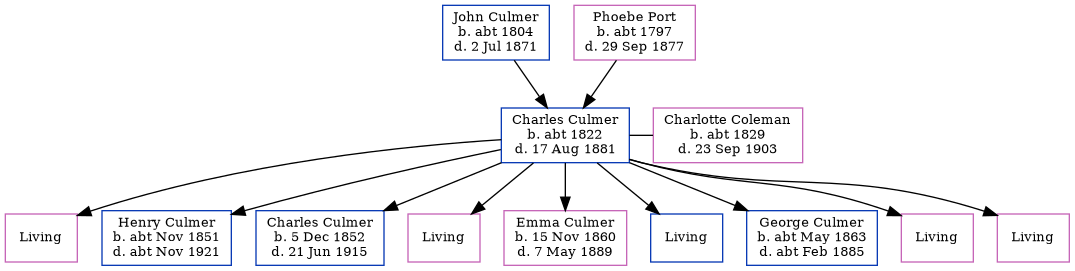 John Culmer
b. abt 1804
d. 2 Jul 1871
Phoebe Port
b. abt 1797
d. 29 Sep 1877
Charles Culmer
b. abt 1822
d. 17 Aug 1881
Charlotte Coleman
b. abt 1829
d. 23 Sep 1903
Living
Henry Culmer
b. abt Nov 1851
d. abt Nov 1921
Charles Culmer
b. 5 Dec 1852
d. 21 Jun 1915
Living
Emma Culmer
b. 15 Nov 1860
d. 7 May 1889
Living
George Culmer
b. abt May 1863
d. abt Feb 1885
Living
Living